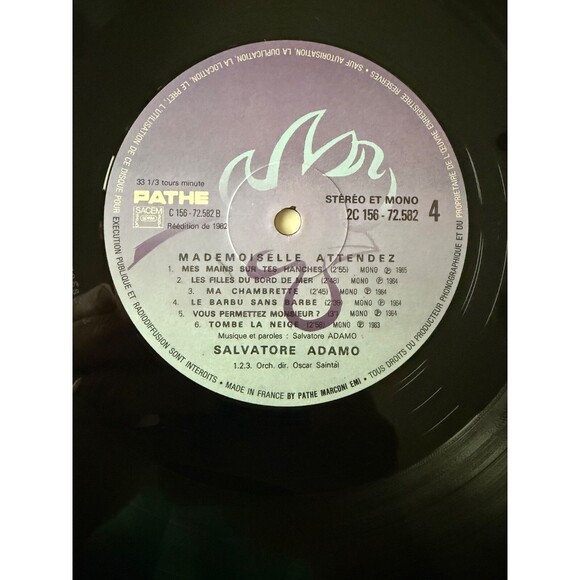 SAUF AUTORISATION, LA DUPLICATION, LA LOCATION, LE PRET, L'UTILISATION DE CE DISQUE POUR EXECUTION PUBLIQUE ET RADIODIFFUSION SONT INTERDITS • MADE IN FRANCE BY PATHE MARCONI EMI • TOUS DROITS DU PRODUCTEUR PHONOGRAPHIQUE ET DU PROPRIETAIRE DE L'ŒUVRE ENREGISTREE RESERVES •
33 1/3 tours minute
PATHE
SACEM
C 156 - 72.582 B
Réédition de 1982
STÉRÉO ET MONO
2C 156 - 72.582 4
MADEMOISELLE ATTENDEZ
1. MES MAINS SUR TES HANCHES (2'55) MONO Ⓟ 1965
2. LES FILLES DU BORD DE MER (2'48) MONO Ⓟ 1964
3. MA CHAMBRETTE (2'45) MONO Ⓟ 1964
4. LE BARBU SANS BARBE MONO Ⓟ 1964
5. VOUS PERMETTEZ MONSIEUR? MONO Ⓟ 1964
6. TOMBE LA NEIGE (2'58) MONO Ⓟ 1963
Musique et paroles : Salvatore ADAMO
SALVATORE ADAMO
1.2.3. Orch. dir. Oscar Saintal